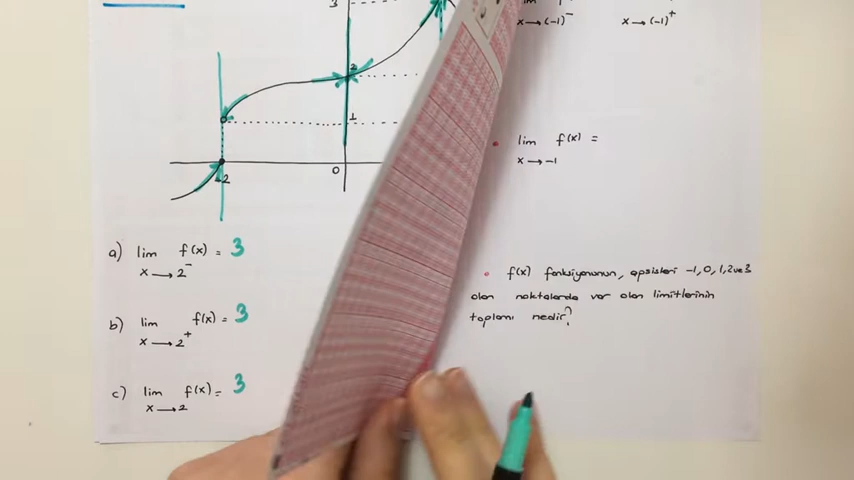 3
2
1
0
-2
a) lim f(x) = 3
x→2⁻
b) lim f(x) = 3
x→2⁺
c) lim f(x) = 3
x→2
x→(-1)⁻ x→(-1)⁺
lim f(x) =
x→-1
f(x) fonksiyonunun, apsisleri -1, 0, 1, 2 ve 3
olan noktalarda var olan limitlerinin
toplamı nedir?